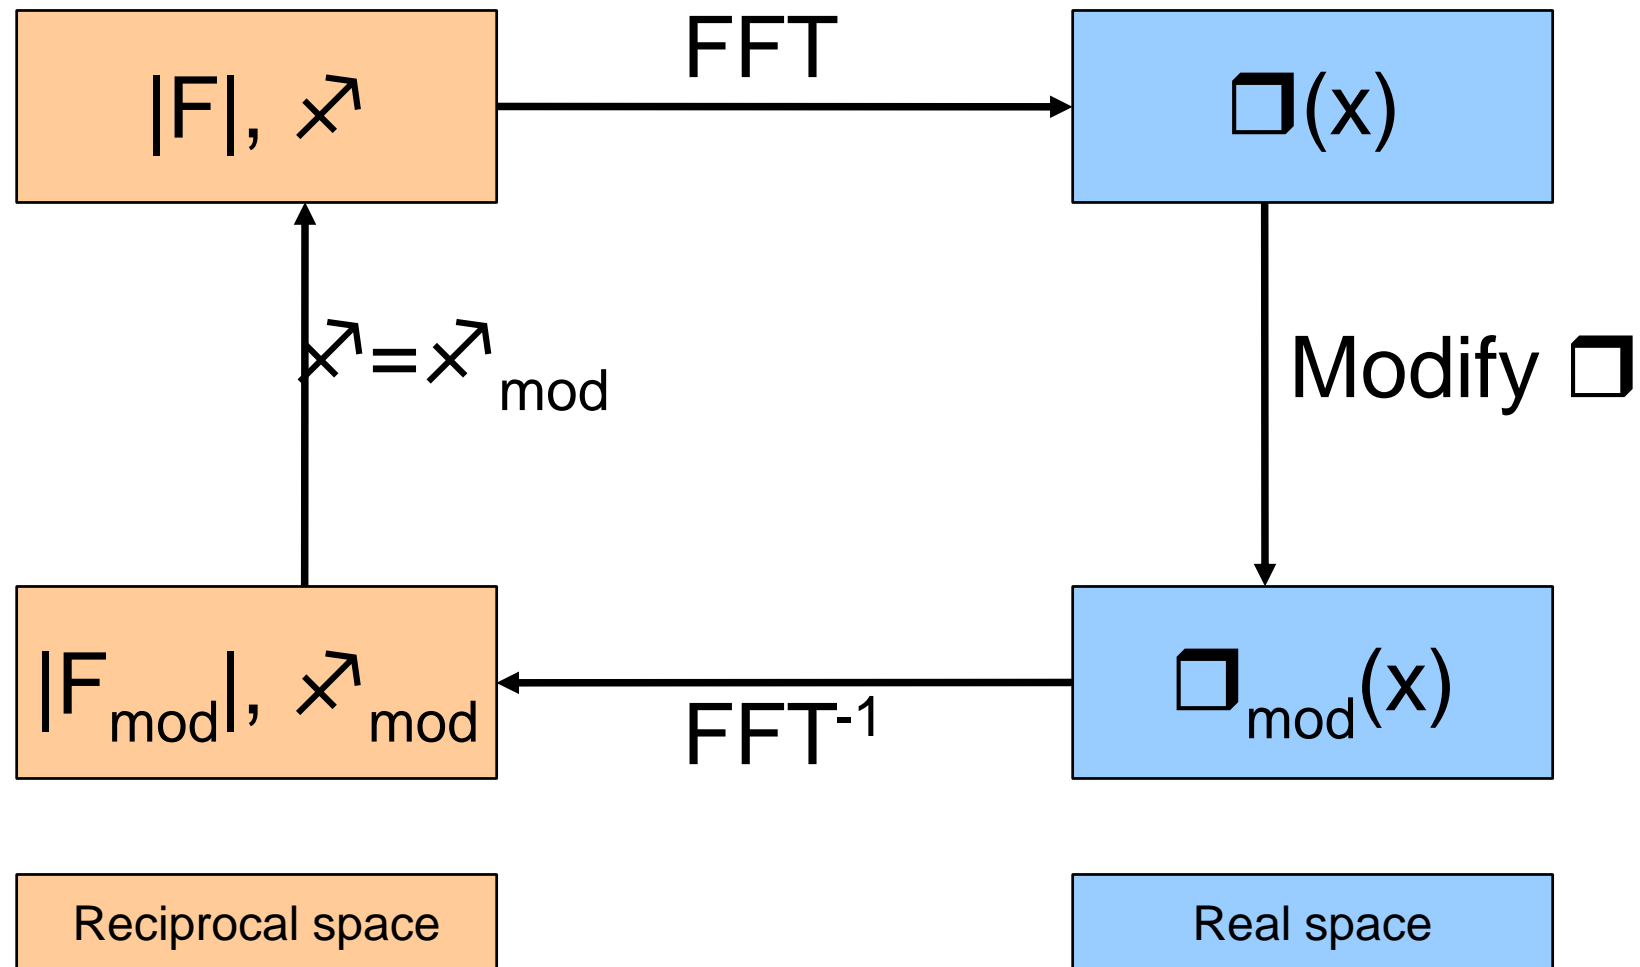 FFT
|F|, ♐
❒(x)
♐=♐mod
Modify ❒
|Fmod|, ♐mod
❒mod(x)
FFT-1
Reciprocal space
Real space